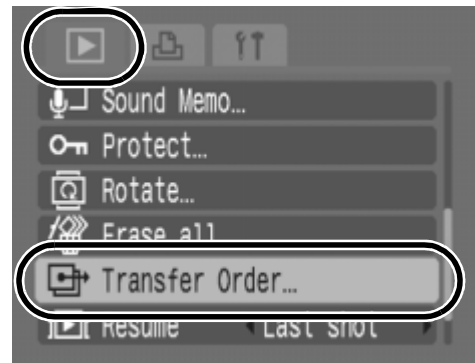 Sound Memo...
Protect...
Rotate...
Erase all
Transfer Order...
Resume Last shot